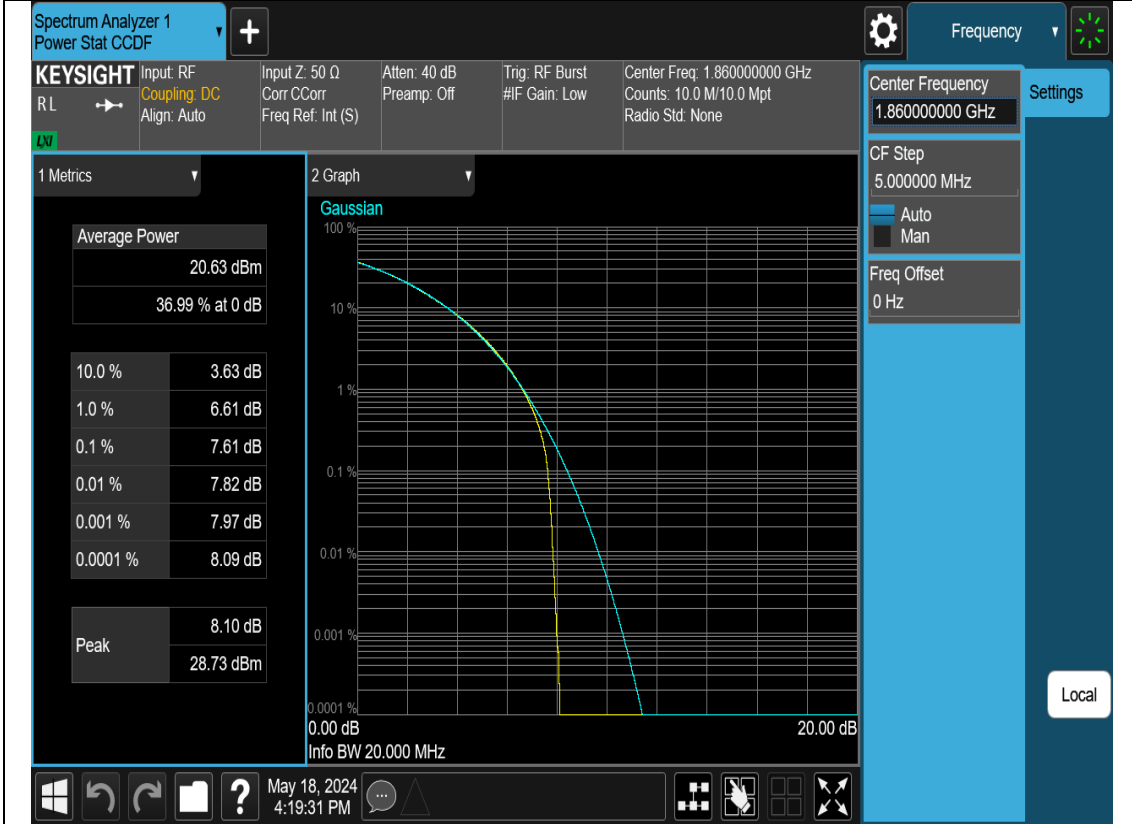 Spectrum Analyzer 1
Power Stat CCDF
+
Frequency
KEYSIGHT
RL
LXI
Input: RF
Coupling: DC
Align: Auto
Input Z: 50 Ω
Corr CCorr
Freq Ref: Int (S)
Atten: 40 dB
Preamp: Off
Trig: RF Burst
#IF Gain: Low
Center Freq: 1.860000000 GHz
Counts: 10.0 M/10.0 Mpt
Radio Std: None
Center Frequency
1.860000000 GHz
Settings
CF Step
5.000000 MHz
Auto
Man
Freq Offset
0 Hz
Local
1 Metrics
Average Power
20.63 dBm
36.99 % at 0 dB
10.0 % 3.63 dB
1.0 % 6.61 dB
0.1 % 7.61 dB
0.01 % 7.82 dB
0.001 % 7.97 dB
0.0001 % 8.09 dB
Peak
8.10 dB
28.73 dBm
2 Graph
Gaussian
100 %
10 %
1 %
0.1 %
0.01 %
0.001 %
0.0001 %
0.00 dB 20.00 dB
Info BW 20.000 MHz
?
May 18, 2024
4:19:31 PM